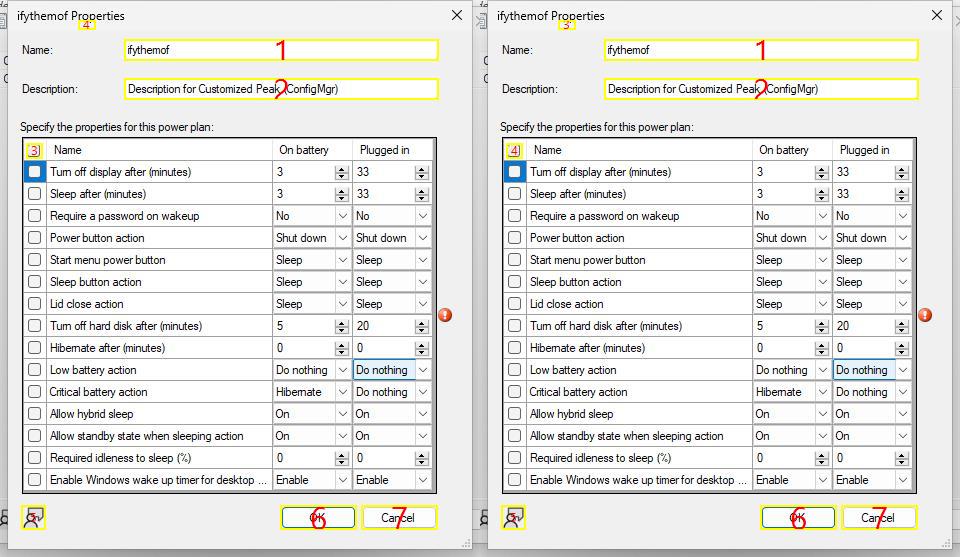 ifythemof Properties
4
Name:
ifythemof
1
Description:
Description for Customized Peak (ConfigMgr)
2
Specify the properties for this power plan:
3 Name On battery Plugged in
Turn off display after (minutes) 3 33
Sleep after (minutes) 3 33
Require a password on wakeup No No
Power button action Shut down Shut down
Start menu power button Sleep Sleep
Sleep button action Sleep Sleep
Lid close action Sleep Sleep
Turn off hard disk after (minutes) 5 20
Hibernate after (minutes) 0 0
Low battery action Do nothing Do nothing
Critical battery action Hibernate Do nothing
Allow hybrid sleep On On
Allow standby state when sleeping action On On
Required idleness to sleep (%) 0 0
Enable Windows wake up timer for desktop ... Enable Enable
OK
6
Cancel
7
ifythemof Properties
3
Name:
ifythemof
1
Description:
Description for Customized Peak (ConfigMgr)
2
Specify the properties for this power plan:
4 Name On battery Plugged in
Turn off display after (minutes) 3 33
Sleep after (minutes) 3 33
Require a password on wakeup No No
Power button action Shut down Shut down
Start menu power button Sleep Sleep
Sleep button action Sleep Sleep
Lid close action Sleep Sleep
Turn off hard disk after (minutes) 5 20
Hibernate after (minutes) 0 0
Low battery action Do nothing Do nothing
Critical battery action Hibernate Do nothing
Allow hybrid sleep On On
Allow standby state when sleeping action On On
Required idleness to sleep (%) 0 0
Enable Windows wake up timer for desktop ... Enable Enable
OK
6
Cancel
7